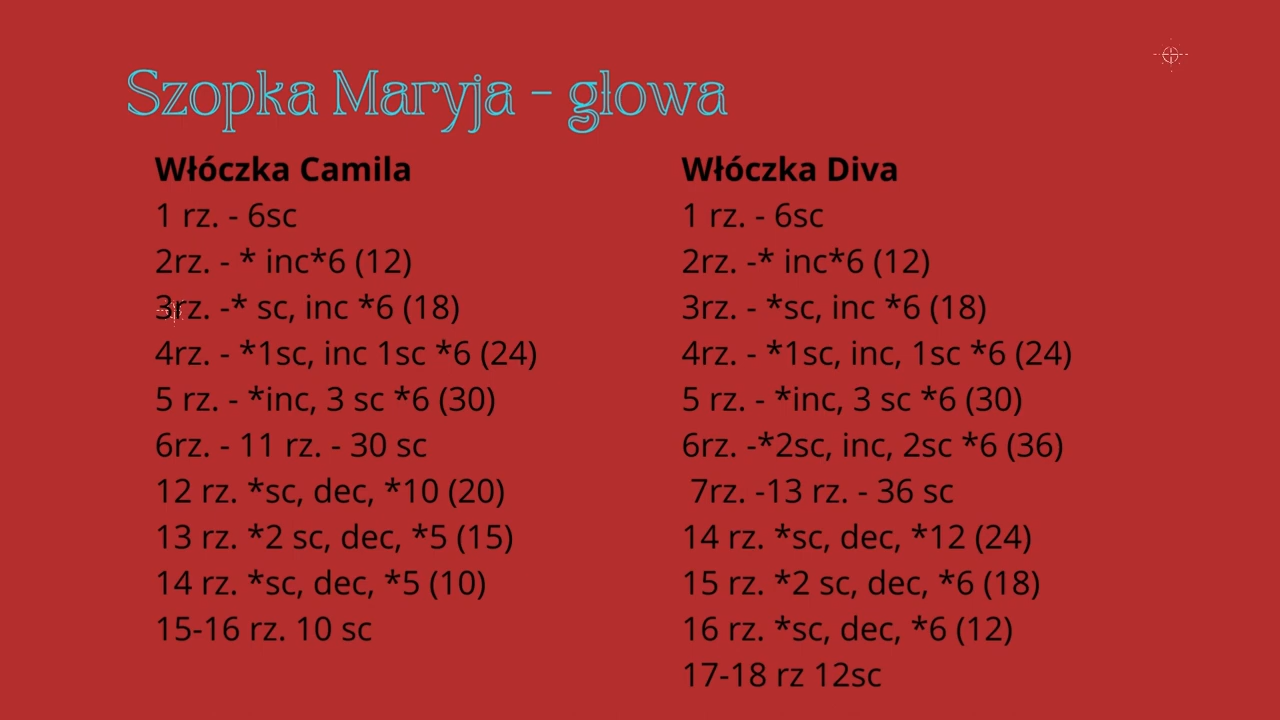 Szopka Maryja - głowa
Włóczka Camila
1 rz. - 6sc
2rz. - * inc*6 (12)
3rz. -* sc, inc *6 (18)
4rz. - *1sc, inc 1sc *6 (24)
5 rz. - *inc, 3 sc *6 (30)
6rz. - 11 rz. - 30 sc
12 rz. *sc, dec, *10 (20)
13 rz. *2 sc, dec, *5 (15)
14 rz. *sc, dec, *5 (10)
15-16 rz. 10 sc
Włóczka Diva
1 rz. - 6sc
2rz. -* inc*6 (12)
3rz. - *sc, inc *6 (18)
4rz. - *1sc, inc, 1sc *6 (24)
5 rz. - *inc, 3 sc *6 (30)
6rz. -*2sc, inc, 2sc *6 (36)
7rz. -13 rz. - 36 sc
14 rz. *sc, dec, *12 (24)
15 rz. *2 sc, dec, *6 (18)
16 rz. *sc, dec, *6 (12)
17-18 rz 12sc